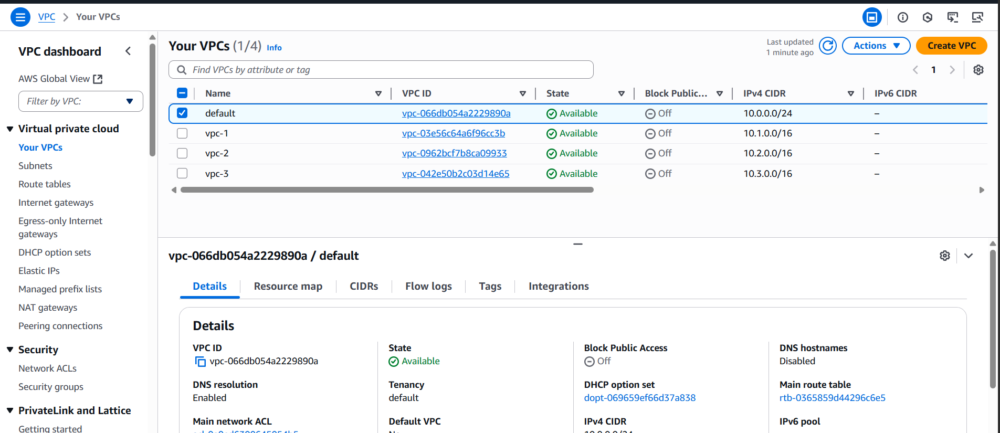 VPC > Your VPCs
VPC dashboard
AWS Global View
Filter by VPC:
Virtual private cloud
Your VPCs
Subnets
Route tables
Internet gateways
Egress-only Internet
gateways
DHCP option sets
Elastic IPs
Managed prefix lists
NAT gateways
Peering connections
Security
Network ACLs
Security groups
PrivateLink and Lattice
Getting started
Your VPCs (1/4) Info
Last updated
1 minute ago
Actions
Create VPC
Find VPCs by attribute or tag
1
Name VPC ID State Block Public... IPv4 CIDR IPv6 CIDR
default vpc-066db054a2229890a Available Off 10.0.0.0/24 –
vpc-1 vpc-03e56c64a6f96cc3b Available Off 10.1.0.0/16 –
vpc-2 vpc-0962bcf7b8ca09933 Available Off 10.2.0.0/16 –
vpc-3 vpc-042e50b2c03d14e65 Available Off 10.3.0.0/16 –
vpc-066db054a2229890a / default
Details Resource map CIDRs Flow logs Tags Integrations
Details
VPC ID
vpc-066db054a2229890a
State
Available
Block Public Access
Off
DNS hostnames
Disabled
DNS resolution
Enabled
Tenancy
default
DHCP option set
dopt-069659ef66d37a838
Main route table
rtb-0365859d44296c6e5
Main network ACL
Default VPC
IPv4 CIDR
10.0.0.0/24
IPv6 pool